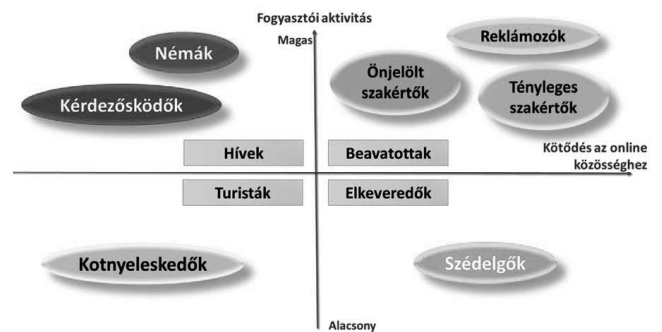 Fogyasztói aktivitás
Magas
Reklámozók
Némák
Önjelölt
szakértők
Tényleges
szakértők
Kérdezősködők
Hívek
Beavatottak
Kötődés az online
közösséghez
Turisták
Elkeveredők
Kotnyeleskedők
Szédelgők
Alacsony